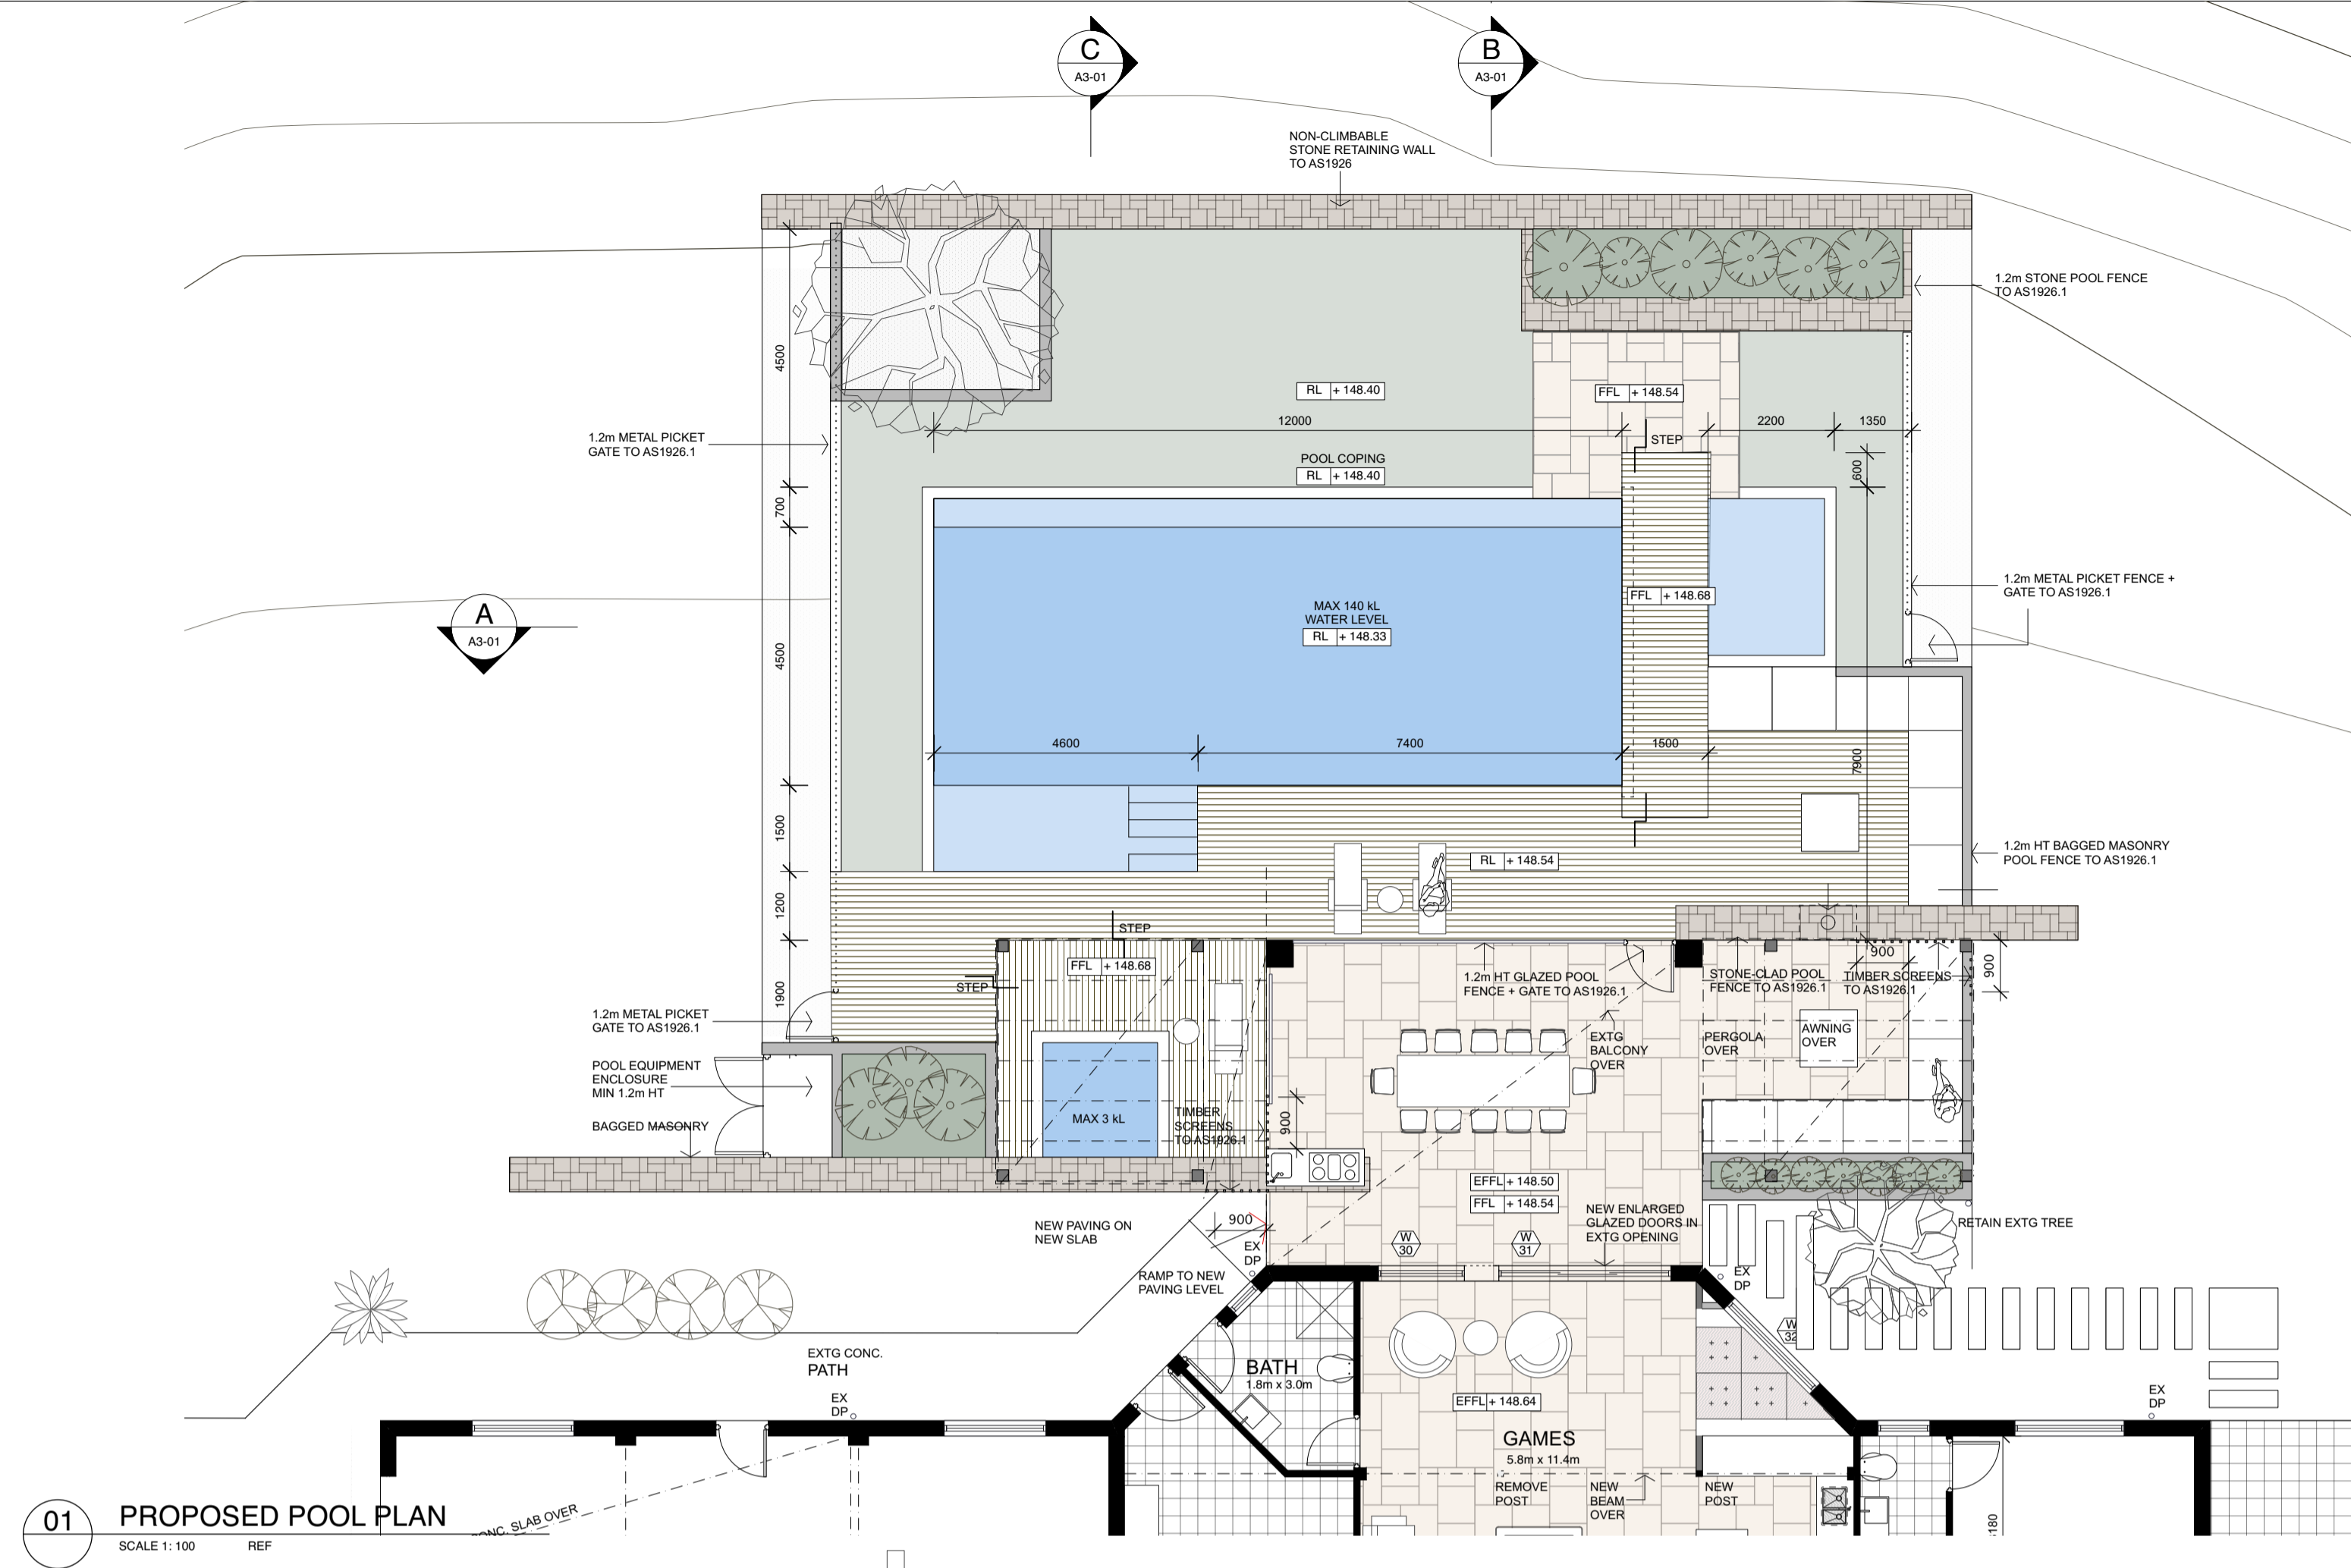 C
A3-01
B
A3-01
NON-CLIMBABLE
STONE RETAINING WALL
TO AS1926
1.2m STONE POOL FENCE
TO AS1926.1
4500
RL + 148.40
FFL + 148.54
12000
2200
1350
STEP
1.2m METAL PICKET
GATE TO AS1926.1
POOL COPING
RL + 148.40
600
700
1.2m METAL PICKET FENCE +
GATE TO AS1926.1
FFL + 148.68
MAX 140 kL
WATER LEVEL
RL + 148.33
A
A3-01
4500
4600
7400
1500
7900
1500
1.2m HT BAGGED MASONRY
POOL FENCE TO AS1926.1
RL + 148.54
1200
STEP
FFL + 148.68
STEP
1900
1.2m HT GLAZED POOL
FENCE + GATE TO AS1926.1
STONE-CLAD POOL
FENCE TO AS1926.1
900
TIMBER SCREENS
TO AS1926.1
900
1.2m METAL PICKET
GATE TO AS1926.1
EXTG
BALCONY
OVER
PERGOLA
OVER
AWNING
OVER
POOL EQUIPMENT
ENCLOSURE
MIN 1.2m HT
BAGGED MASONRY
MAX 3 kL
TIMBER
SCREENS
TO AS1926.1
900
EFFL + 148.50
FFL + 148.54
NEW PAVING ON
NEW SLAB
900
EX
DP
W
30
W
31
NEW ENLARGED
GLAZED DOORS IN
EXTG OPENING
RETAIN EXTG TREE
RAMP TO NEW
PAVING LEVEL
EX
DP
W
32
EXTG CONC.
PATH
BATH
1.8m x 3.0m
EX
DP
EFFL + 148.64
EX
DP
GAMES
5.8m x 11.4m
REMOVE
POST
NEW
BEAM
OVER
NEW
POST
01
PROPOSED POOL PLAN
SCALE 1: 100
REF
SLAB OVER